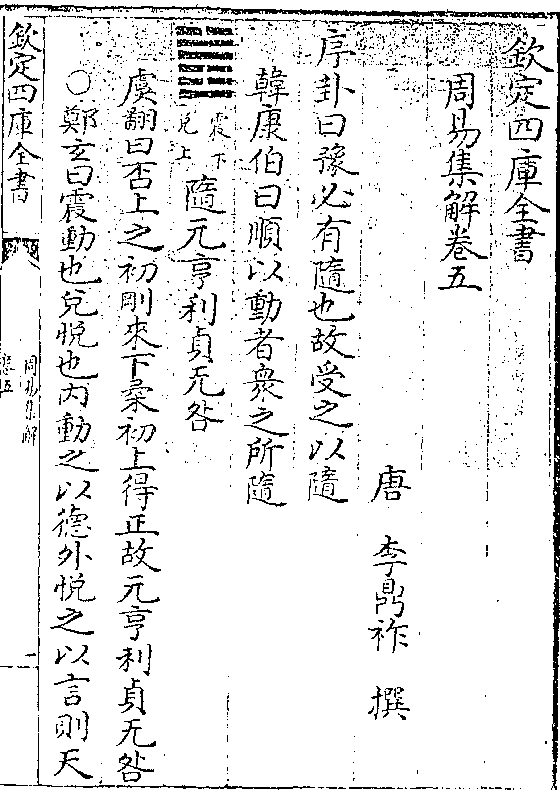 欽定四庫全書
周易集解卷五
唐 李鼎祚 撰
序卦曰豫必有隨也故受之以隨
韓康伯曰順以動者衆之所隨
震下
兌上
隨元亨利貞无咎
虞翻曰否上之初剛來下柔初上得正故元亨利貞无咎
○鄭玄曰震動也兌悅也内動之以德外悅之以言則天
欽定四庫全書
周易集解
卷五
一